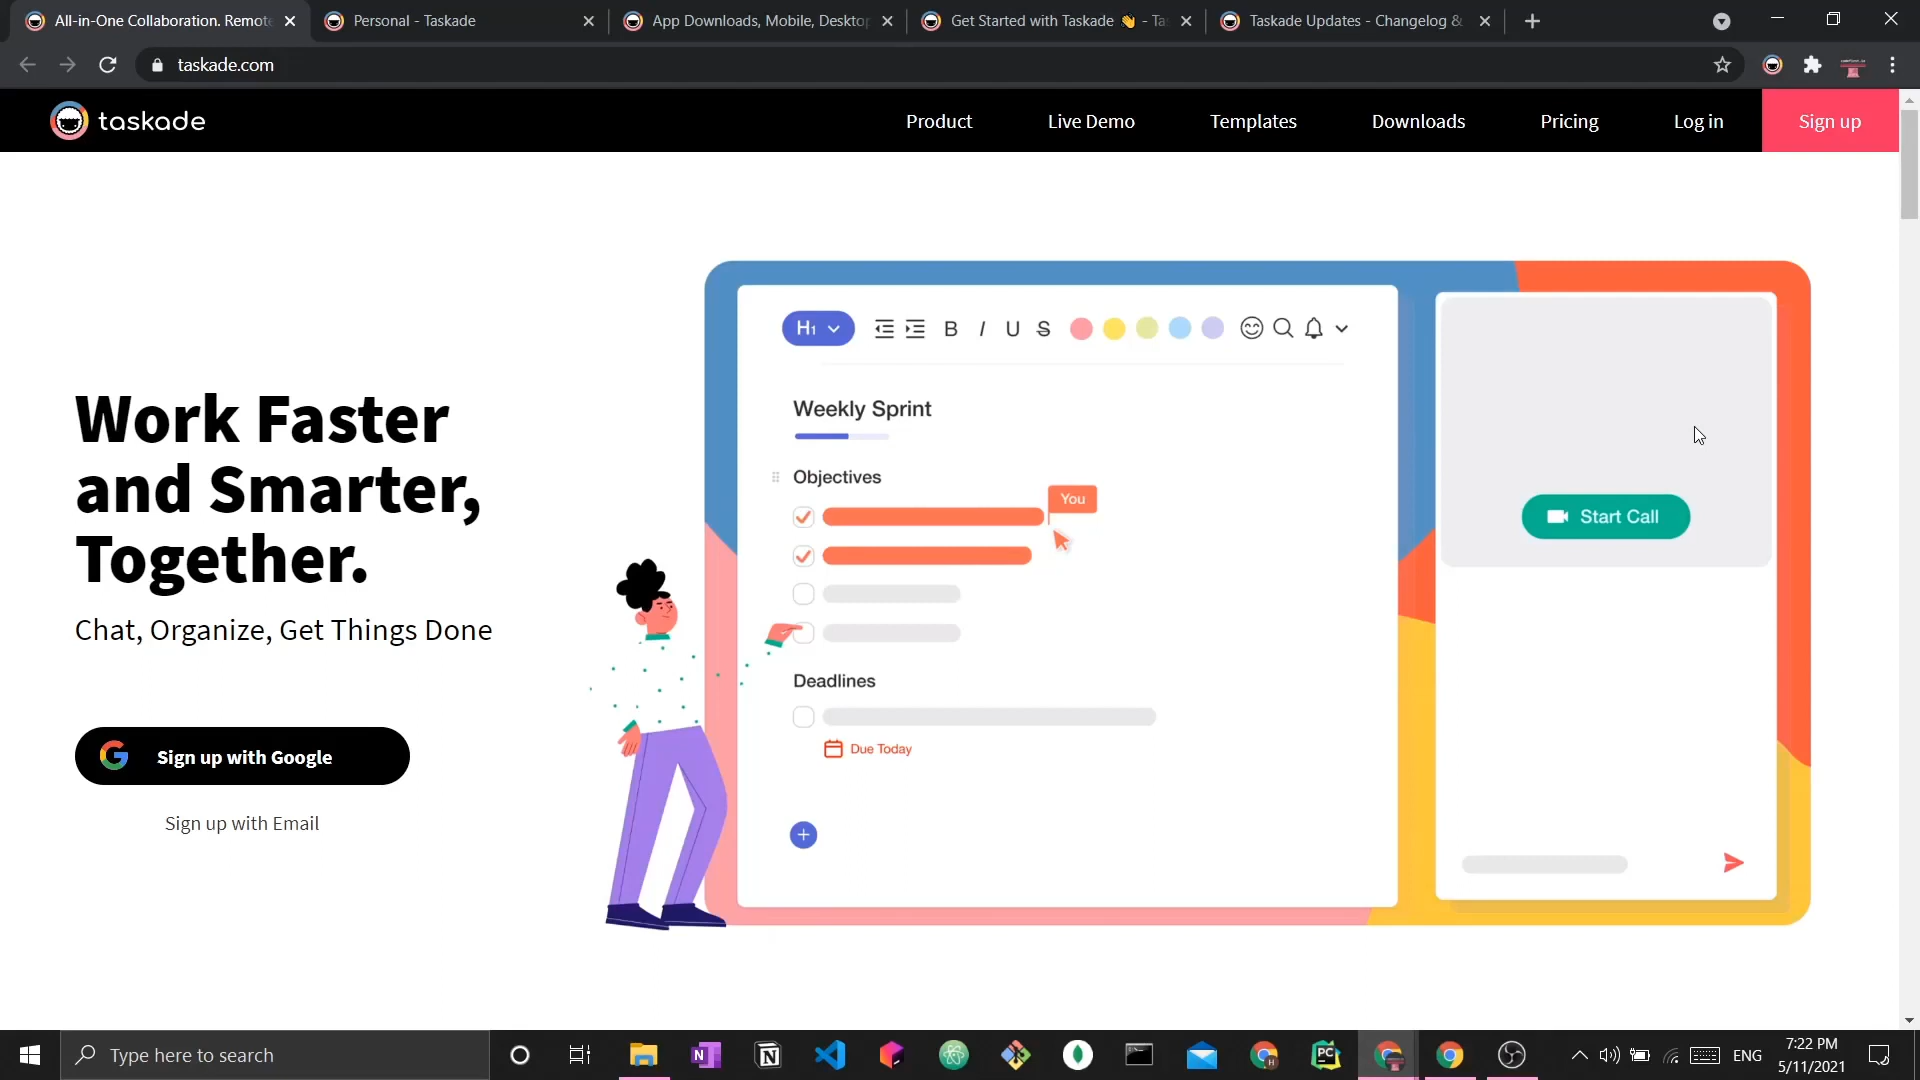 All-in-One Collaboration. Remote
Personal - Taskade
App Downloads, Mobile, Desktop
Get Started with Taskade 👋 - Tas
Taskade Updates - Changelog &
taskade.com
taskade
Product
Live Demo
Templates
Downloads
Pricing
Log in
Sign up
Work Faster
and Smarter,
Together.
Chat, Organize, Get Things Done
Sign up with Google
Sign up with Email
H1
B I U S
Weekly Sprint
Objectives
You
Deadlines
Due Today
Start Call
Type here to search
ENG
7:22 PM
5/11/2021